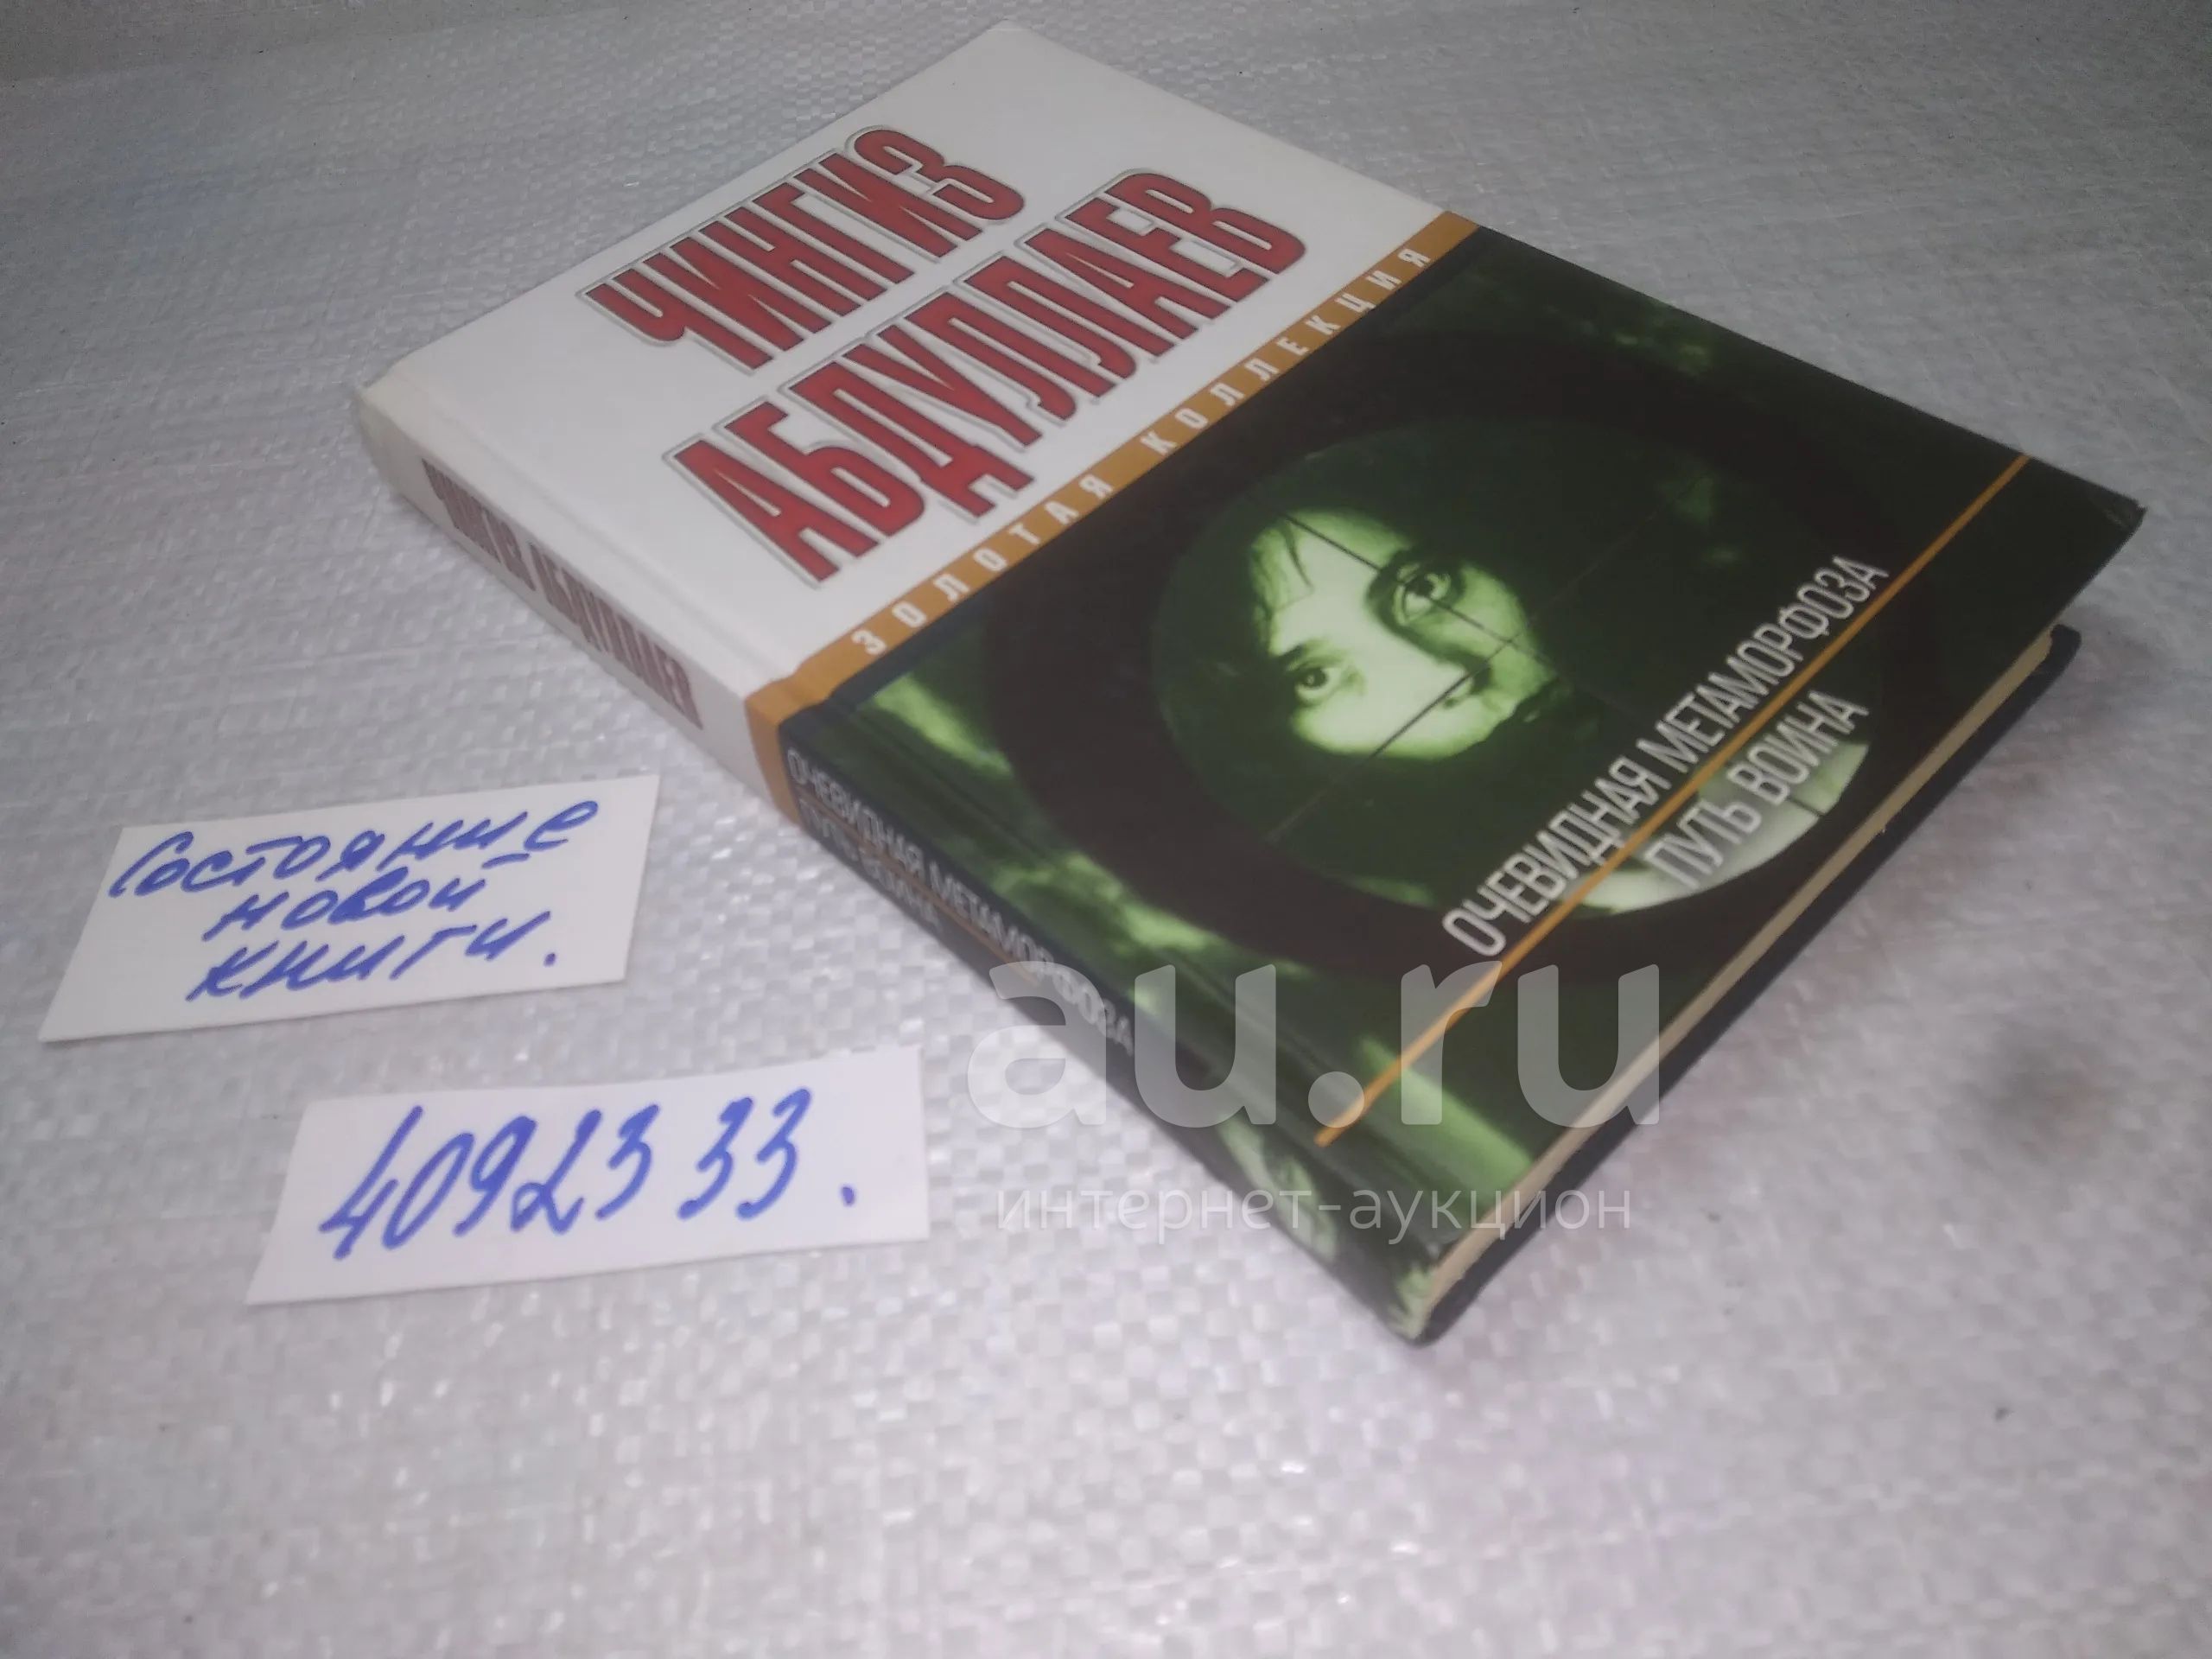 ЧИНГИЗ
АБДУЛЛАЕВ
ЗОЛОТАЯ КОЛЛЕКЦИЯ
ОЧЕВИДНАЯ МЕТАМОРФОЗА
ПУТЬ ВОИНА
ЧИНГИЗ АБДУЛЛАЕВ
ОЧЕВИДНАЯ МЕТАМОРФОЗА
ПУТЬ ВОИНА
Состояние
новой
книги.
4092333.
au.ru
интернет-аукцион